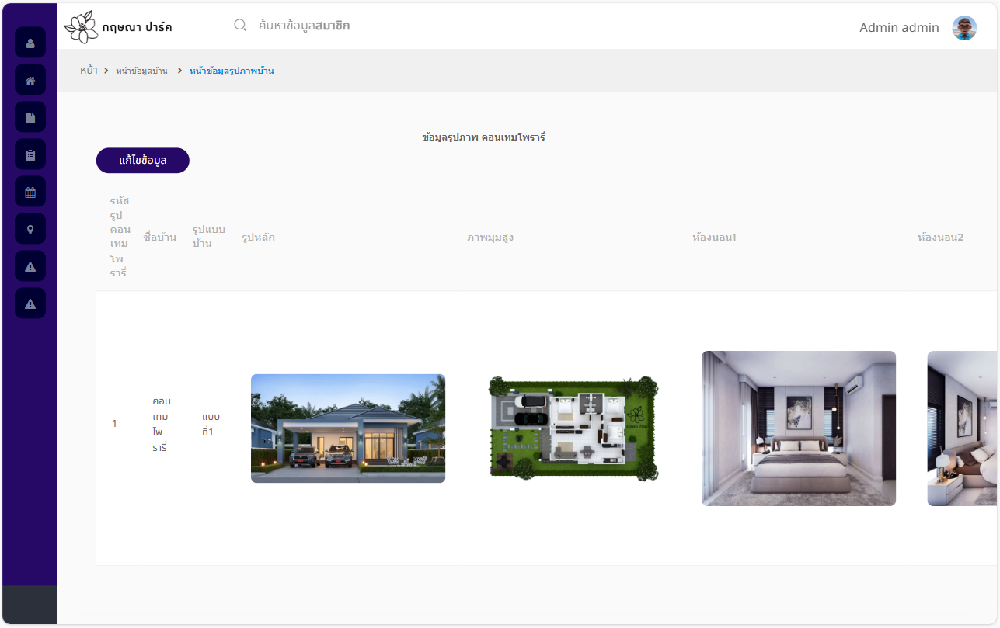 กฤษณา ปาร์ค
ค้นหาข้อมูลสมาชิก
Admin admin
หน้า > หน้าข้อมูลบ้าน > หน้าข้อมูลรูปภาพบ้าน
ข้อมูลรูปภาพ คอนเทมโพรารี่
แก้ไขข้อมูล
รหัส
รูป
คอน
เทม
โพ
รารี่
ชื่อบ้าน
รูปแบบ
บ้าน
รูปหลัก
ภาพมุมสูง
ห้องนอน1
ห้องนอน2
1
คอน
เทม
โพ
รารี่
แบบ
ที่1